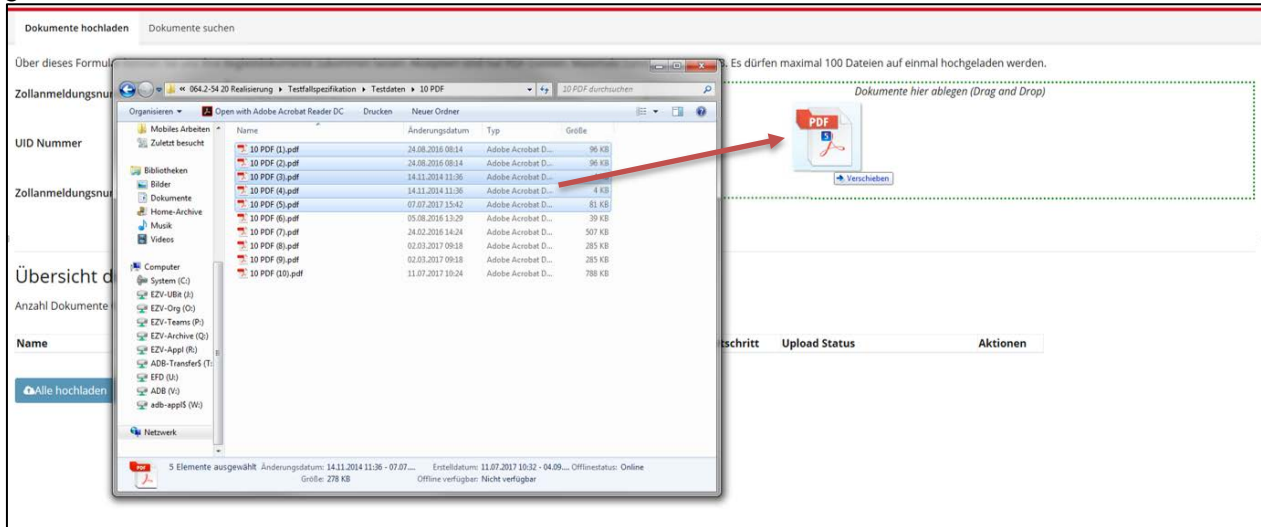 Dokumente hochladen Dokumente suchen
Über dieses Formul
. Es dürfen maximal 100 Dateien auf einmal hochgeladen werden.
Zollanmeldungsnur
Dokumente hier ablegen (Drag and Drop)
« 064.2-54 20 Realisierung ▸ Testfallspezifikation ▸ Testdaten ▸ 10 PDF
10 PDF durchsuchen
Organisieren Open with Adobe Acrobat Reader DC Drucken Neuer Ordner
Mobiles Arbeiten
Zuletzt besucht
Bibliotheken
Bilder
Dokumente
Home-Archive
Musik
Videos
Computer
System (C:)
EZV-UBit (I:)
EZV-Org (O:)
EZV-Teams (P:)
EZV-Archive (Q:)
EZV-Appl (R:)
ADB-Transfer$ (T:
EFD (U:)
ADB (V:)
adb-appl$ (W:)
Netzwerk
Name Änderungsdatum Typ Größe
10 PDF (1).pdf 24.08.2016 08:14 Adobe Acrobat D... 96 KB
10 PDF (2).pdf 24.08.2016 08:14 Adobe Acrobat D... 96 KB
10 PDF (3).pdf 14.11.2014 11:36 Adobe Acrobat D... KB
10 PDF (4).pdf 14.11.2014 11:36 Adobe Acrobat D... 4 KB
10 PDF (5).pdf 07.07.2017 15:42 Adobe Acrobat D... 81 KB
10 PDF (6).pdf 05.08.2016 13:29 Adobe Acrobat D... 39 KB
10 PDF (7).pdf 24.02.2016 14:24 Adobe Acrobat D... 507 KB
10 PDF (8).pdf 02.03.2017 09:18 Adobe Acrobat D... 285 KB
10 PDF (9).pdf 02.03.2017 09:18 Adobe Acrobat D... 285 KB
10 PDF (10).pdf 11.07.2017 10:24 Adobe Acrobat D... 788 KB
5 Elemente ausgewählt Änderungsdatum: 14.11.2014 11:36 - 07.07.... Erstelldatum: 11.07.2017 10:32 - 04.09.... Offlinestatus: Online
Größe: 278 KB Offline verfügbar: Nicht verfügbar
PDF
5
Verschieben
UID Nummer
Zollanmeldungsnur
Übersicht d
Anzahl Dokumente
Name
tschritt Upload Status Aktionen
Alle hochladen